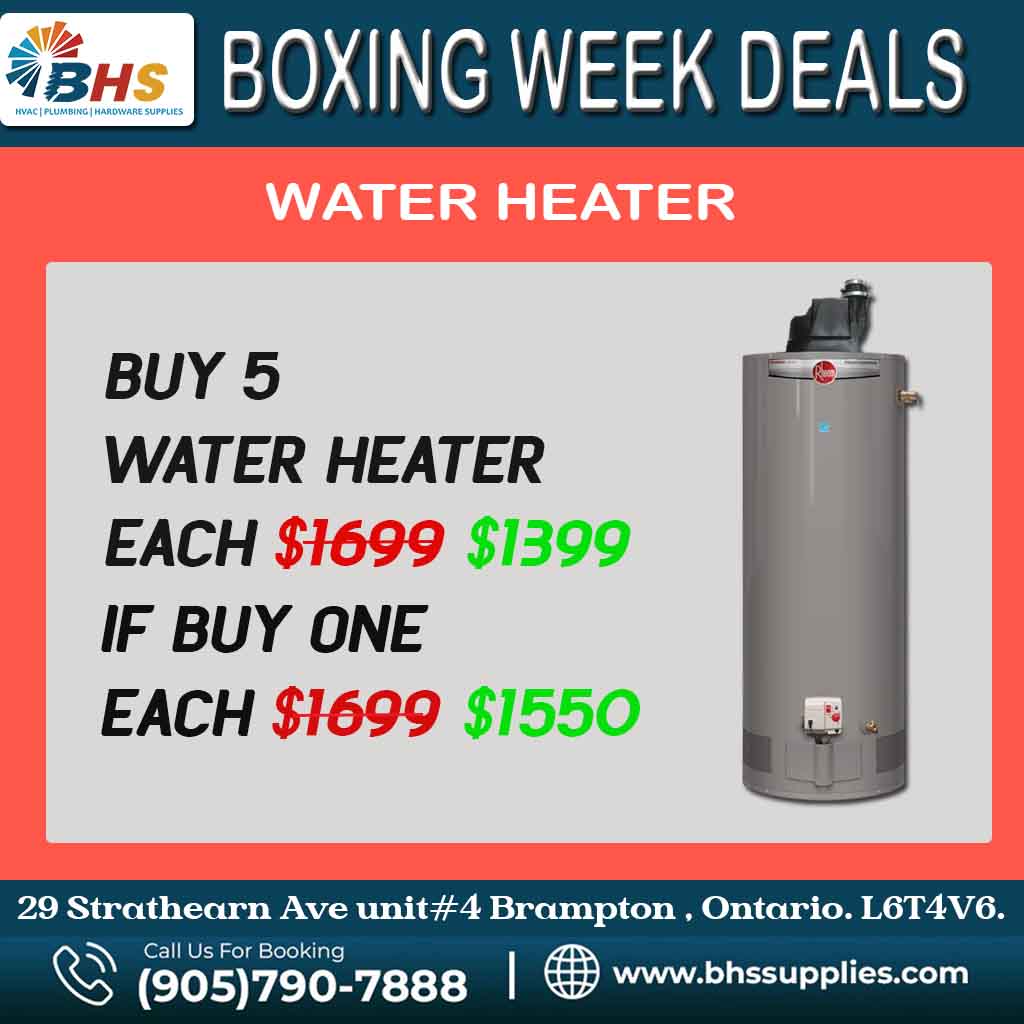 BHS
HVAC | PLUMBING | HARDWARE SUPPLIES
BOXING WEEK DEALS
WATER HEATER
BUY 5
WATER HEATER
EACH $1699 $1399
IF BUY ONE
EACH $1699 $1550
Rheem
29 Strathearn Ave unit#4 Brampton , Ontario. L6T4V6.
Call Us For Booking
(905)790-7888 | www.bhssupplies.com